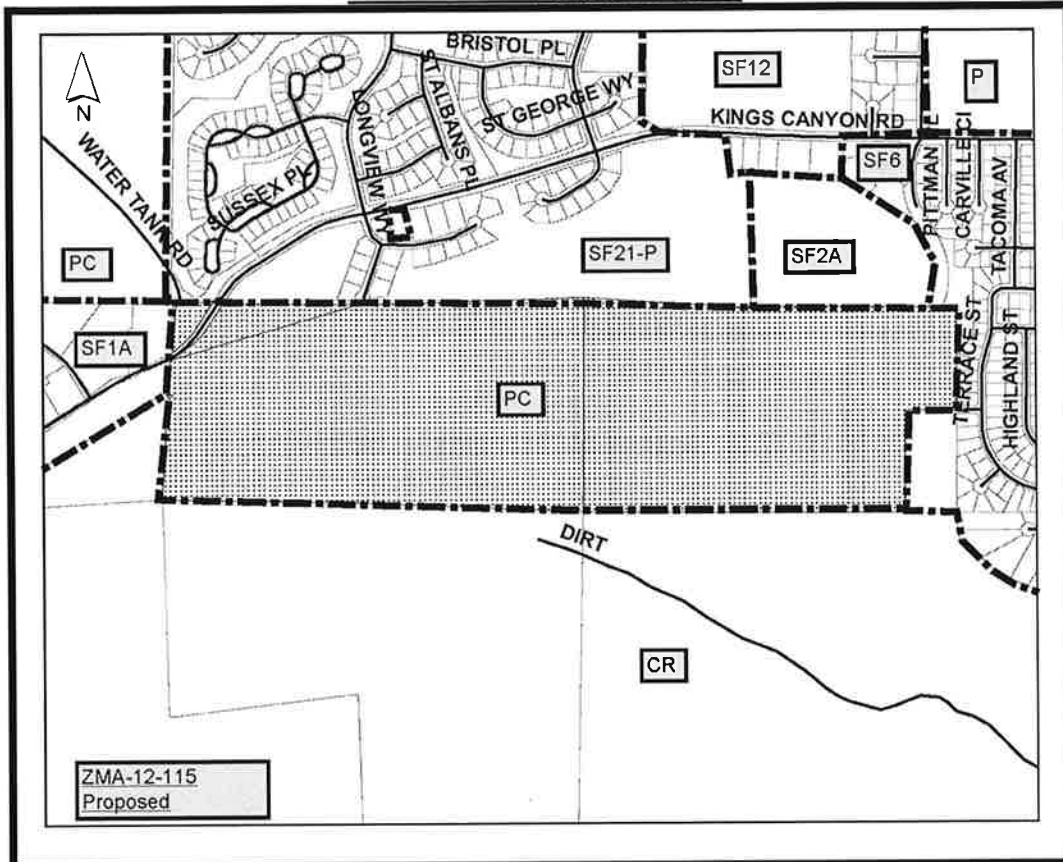 BRISTOL PL
SF12
P
N
ST ALBANS PL
ST GEORGE WY
KINGS CANYON RD
LONGVIEW WY
WATER TANK RD
SUSSEX PL
SF6
PITTMAN
CARVILLE CI
TACOMA AV
PC
SF21-P
SF2A
SF1A
PC
TERRACE ST
HIGHLAND ST
DIRT
CR
ZMA-12-115
Proposed